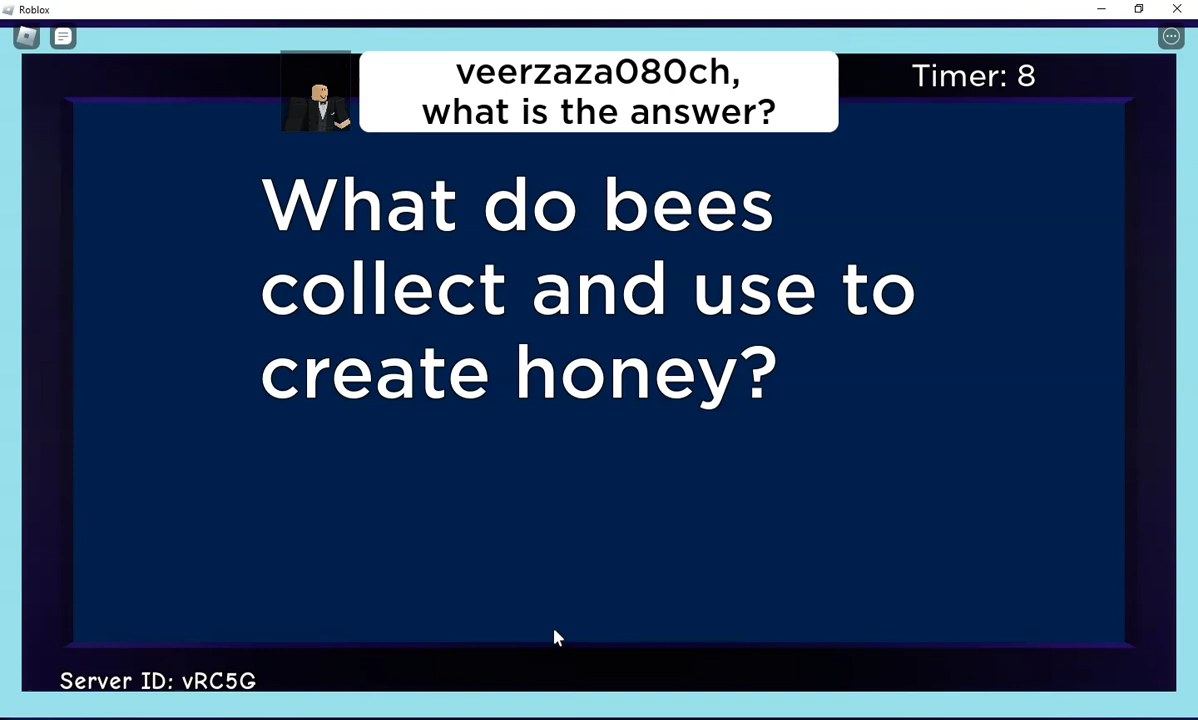 Roblox
veerzaza080ch,
what is the answer?
Timer: 8
What do bees
collect and use to
create honey?
Server ID: vRC5G